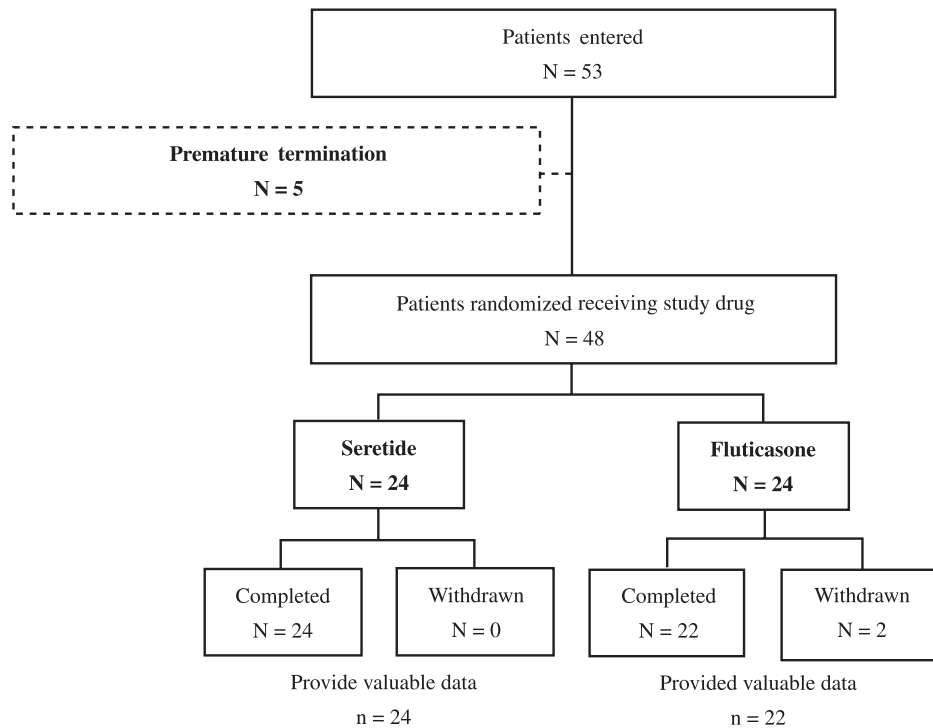 Patients entered
N = 53
Premature termination
N = 5
Patients randomized receiving study drug
N = 48
Seretide
N = 24
Fluticasone
N = 24
Completed
N = 24
Withdrawn
N = 0
Completed
N = 22
Withdrawn
N = 2
Provide valuable data
n = 24
Provided valuable data
n = 22